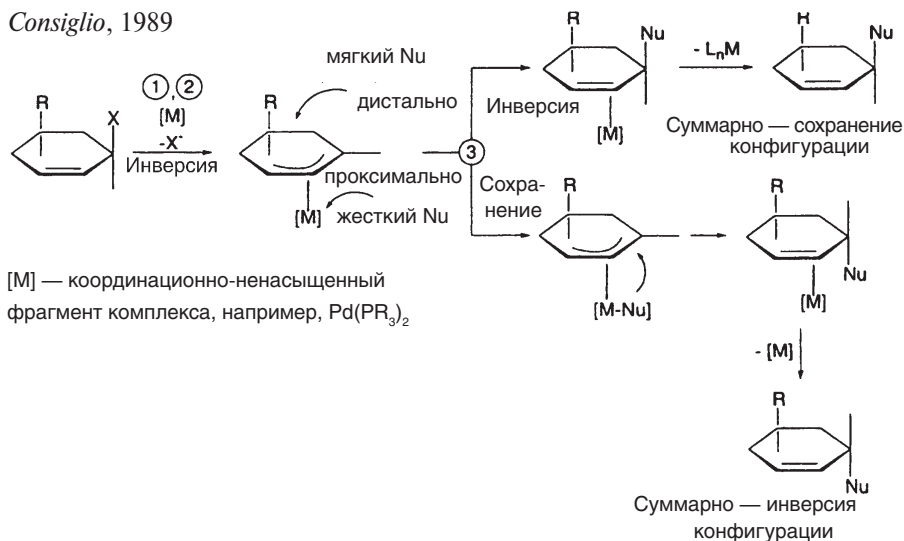 Consiglio, 1989
мягкий Nu
дистально
R
X
①,②
[M]
-X⁻
Инверсия
R
[M]
проксимально
жесткий Nu
③
R
Nu
Инверсия
[M]
- LₙM
R
Nu
Суммарно — сохранение
конфигурации
Сохра-
нение
R
[M-Nu]
R
Nu
[M]
[M] — координационно-ненасыщенный
фрагмент комплекса, например, Pd(PR₃)₂
- [M]
R
Nu
Суммарно — инверсия
конфигурации